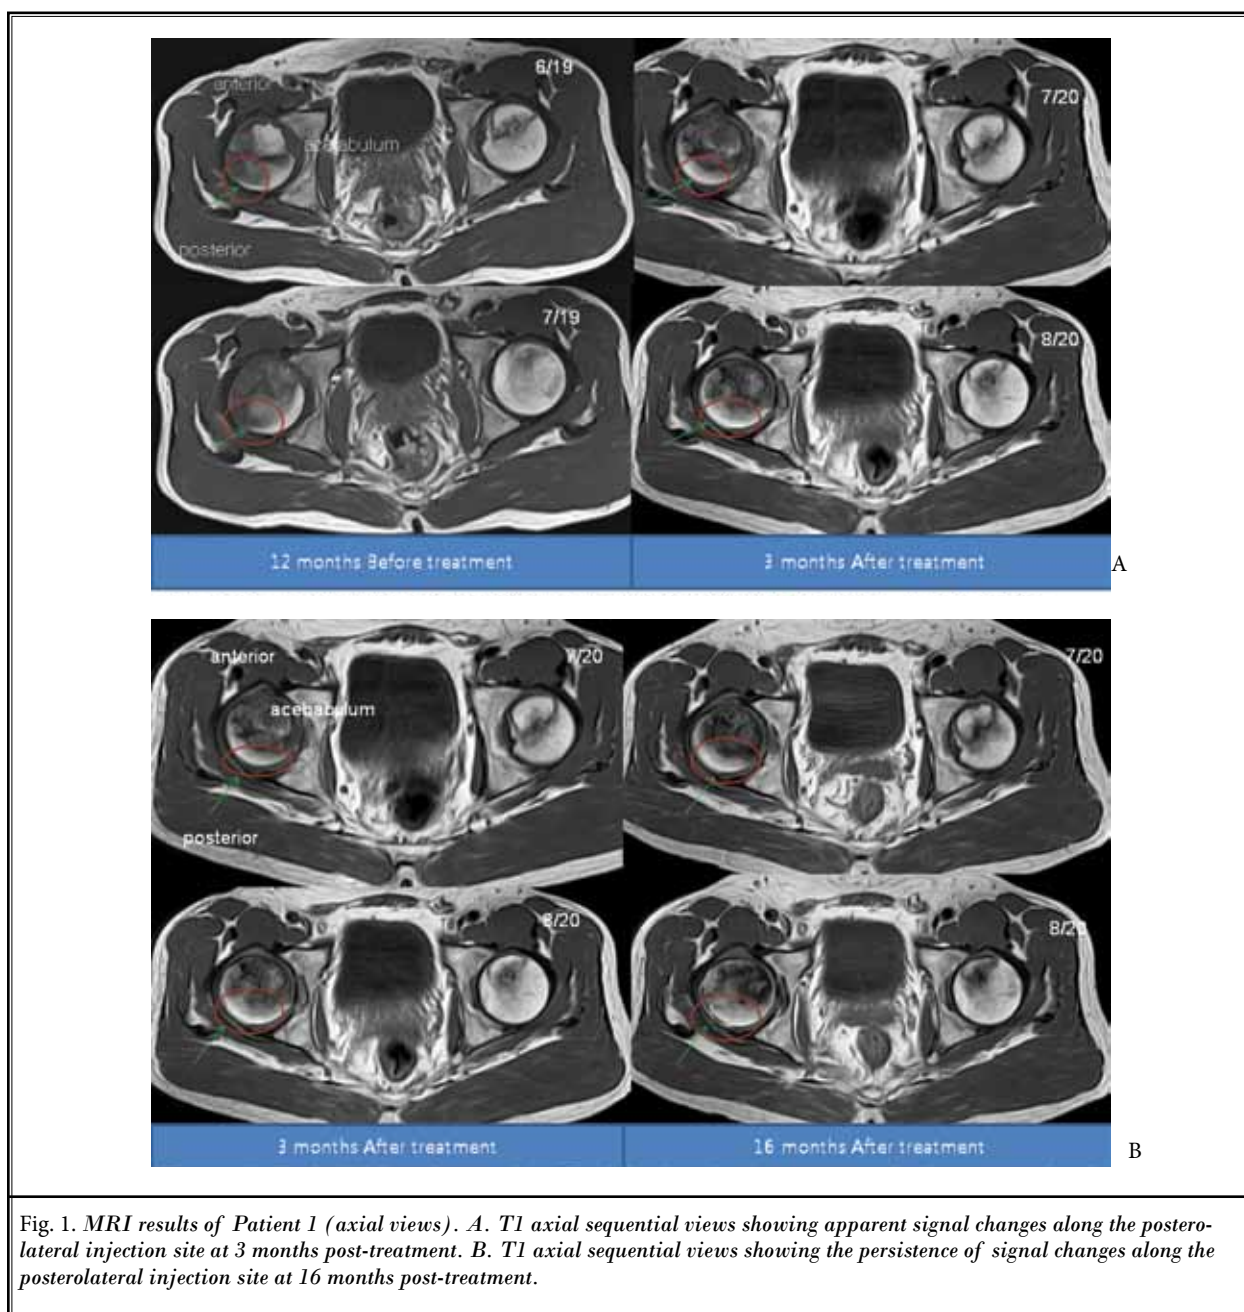 anterior
6/19
acetabulum
posterior
7/20
7/19
8/20
12 months Before treatment
3 months After treatment
A
anterior
7/20
acebabulum
posterior
7/20
8/20
8/20
3 months After treatment
16 months After treatment
B
Fig. 1. MRI results of Patient 1 (axial views). A. T1 axial sequential views showing apparent signal changes along the postero-
lateral injection site at 3 months post-treatment. B. T1 axial sequential views showing the persistence of signal changes along the
posterolateral injection site at 16 months post-treatment.